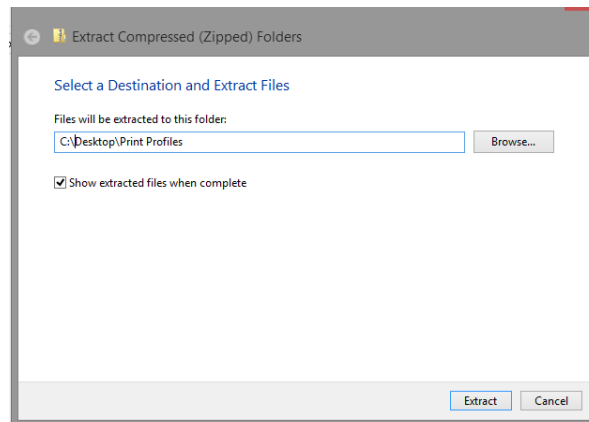 Extract Compressed (Zipped) Folders
Select a Destination and Extract Files
Files will be extracted to this folder:
C:\Desktop\Print Profiles
Browse...
Show extracted files when complete
Extract
Cancel